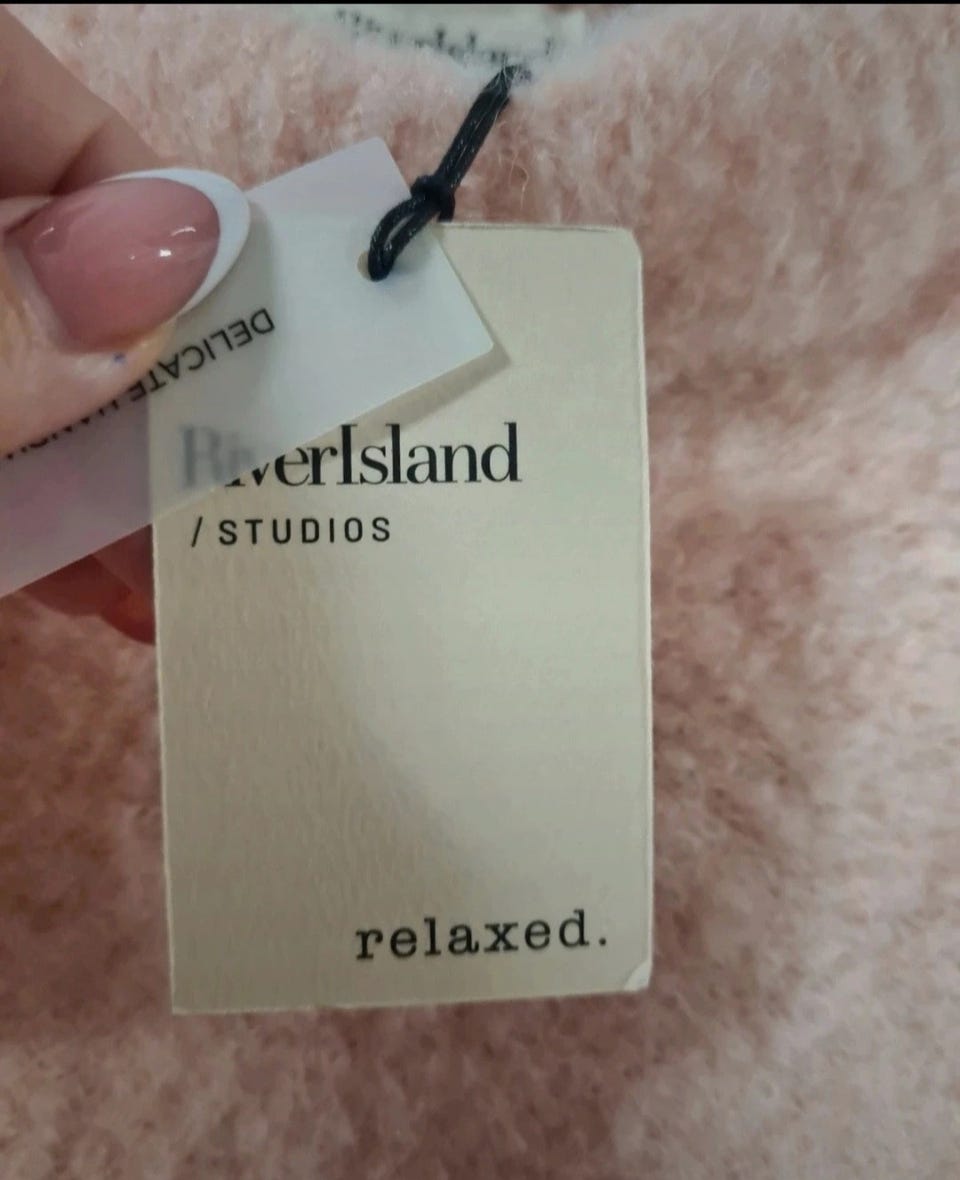 DELICATE
RiverIsland
/ STUDIOS
relaxed.